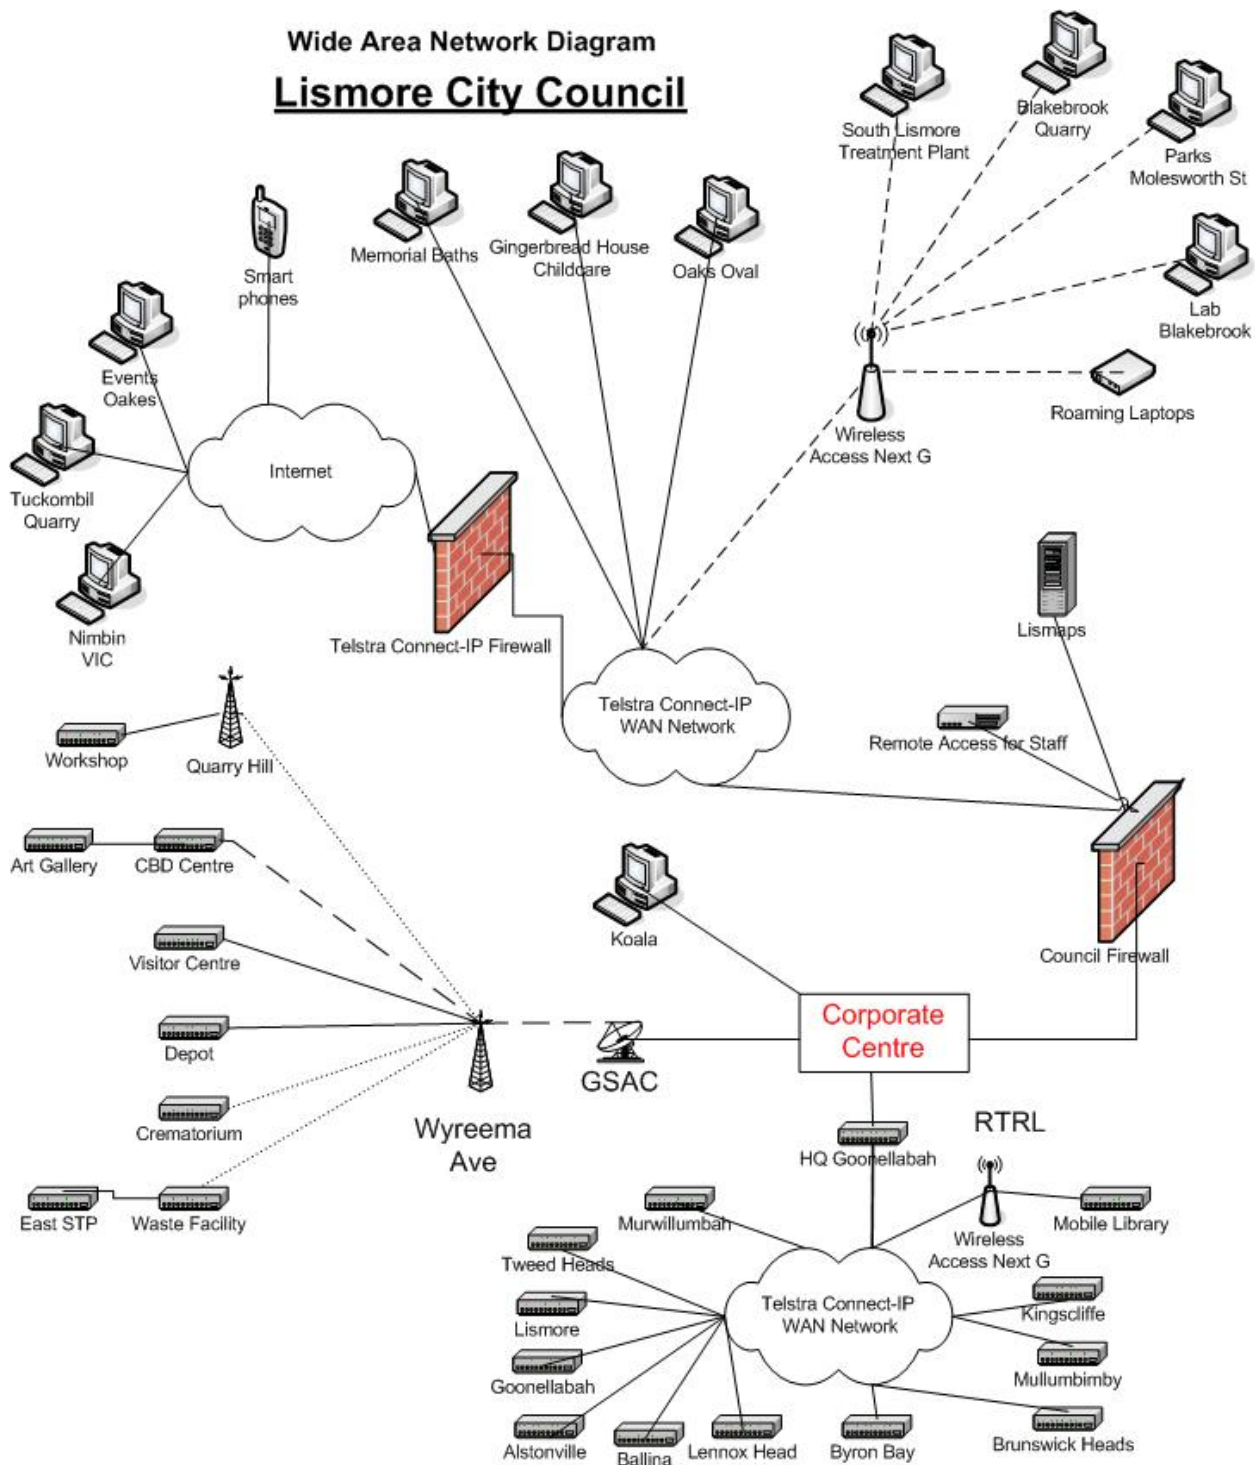 Wide Area Network Diagram
Lismore City Council
South Lismore
Treatment Plant
Blakebrook
Quarry
Parks
Molesworth St
Memorial Baths
Gingerbread House
Childcare
Oaks Oval
Smart
phones
Lab
Blakebrook
Events
Oakes
Roaming Laptops
Wireless
Access Next G
Internet
Tuckombil
Quarry
Nimbin
VIC
Telstra Connect-IP Firewall
Lismaps
Telstra Connect-IP
WAN Network
Remote Access for Staff
Workshop
Quarry Hill
Art Gallery
CBD Centre
Koala
Council Firewall
Visitor Centre
Corporate
Centre
Depot
GSAC
Crematorium
Wyreema
Ave
RTRL
HQ Goonellabah
East STP
Waste Facility
Murwillumbah
Mobile Library
Wireless
Access Next G
Tweed Heads
Telstra Connect-IP
WAN Network
Kingscliffe
Lismore
Mullumbimby
Goonellabah
Alstonville
Ballina
Lennox Head
Byron Bay
Brunswick Heads